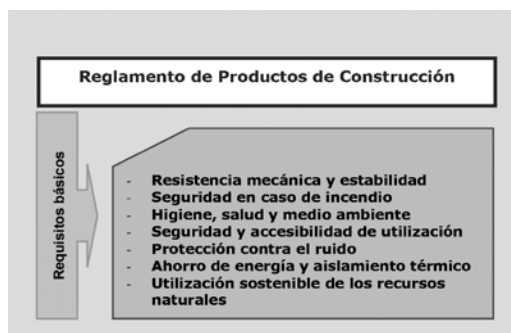 Reglamento de Productos de Construcción
Requisitos básicos
- Resistencia mecánica y estabilidad
- Seguridad en caso de incendio
- Higiene, salud y medio ambiente
- Seguridad y accesibilidad de utilización
- Protección contra el ruido
- Ahorro de energía y aislamiento térmico
- Utilización sostenible de los recursos
naturales